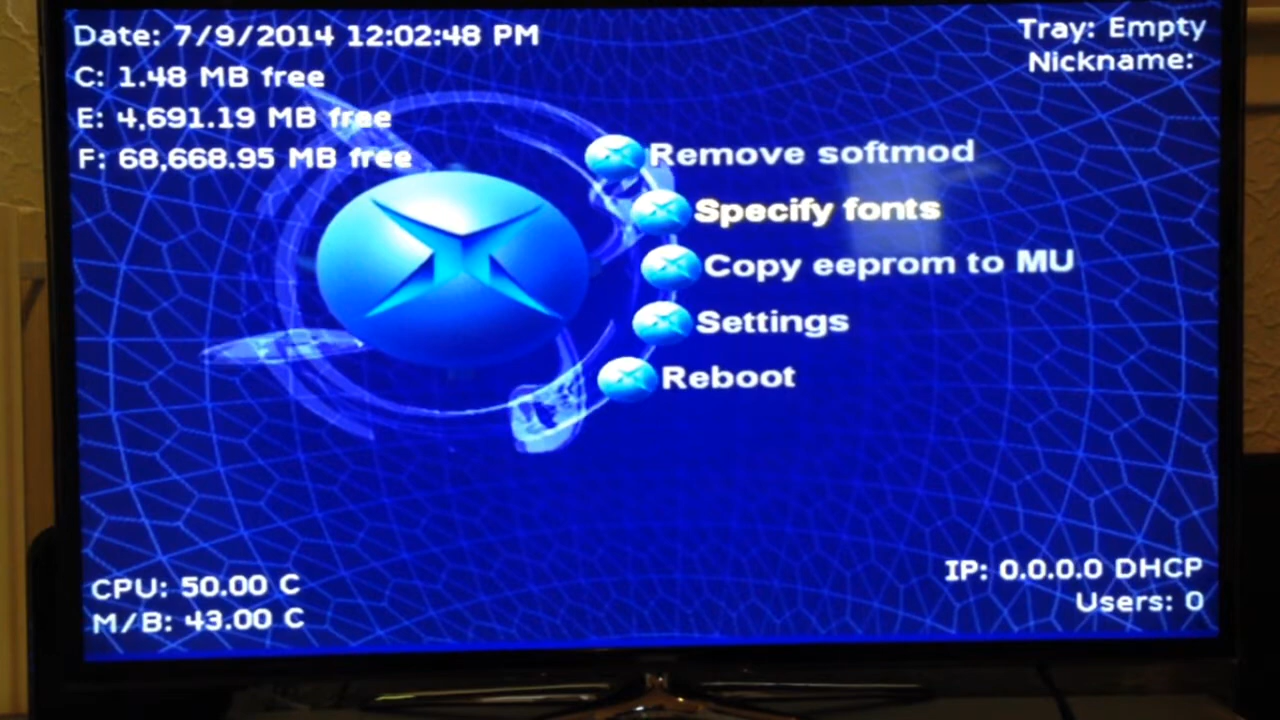 Date: 7/9/2014 12:02:48 PM
C: 1.48 MB free
E: 4,691.19 MB free
F: 68,668.95 MB free
Tray: Empty
Nickname:
Remove softmod
Specify fonts
Copy eeprom to MU
Settings
Reboot
CPU: 50.00 C
M/B: 43.00 C
IP: 0.0.0.0 DHCP
Users: 0